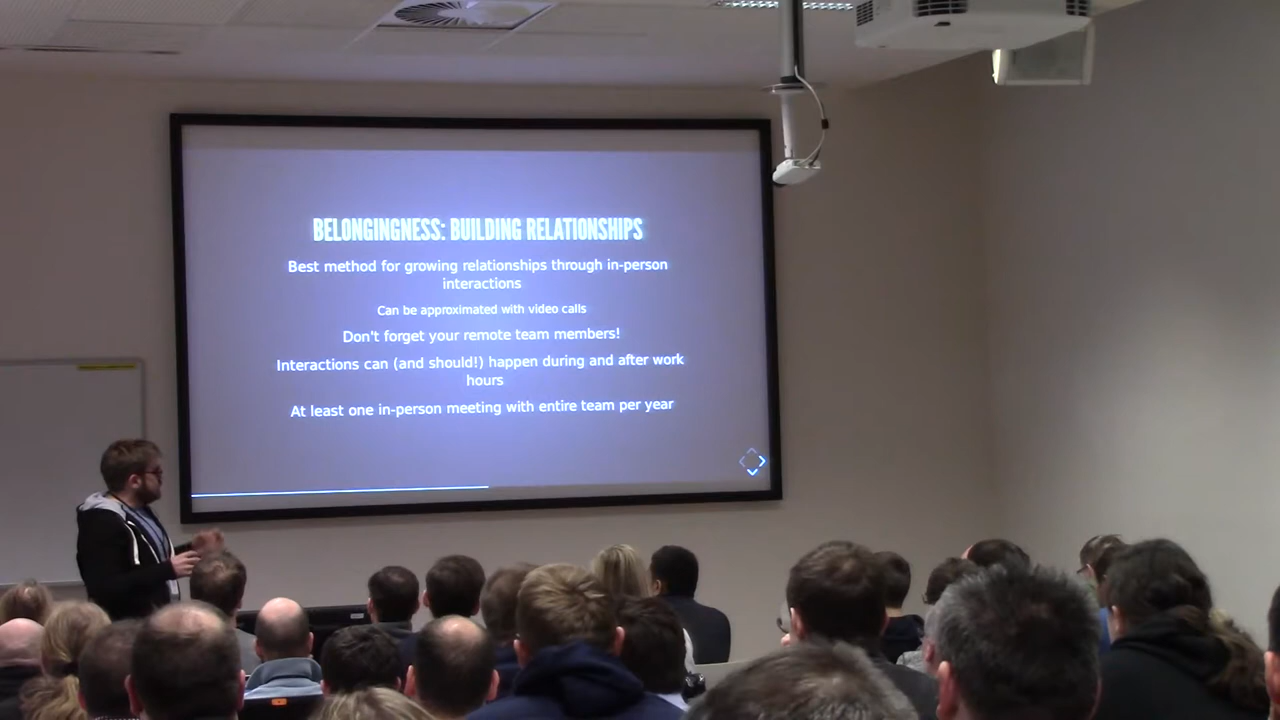 BELONGINGNESS: BUILDING RELATIONSHIPS
Best method for growing relationships through in-person
interactions
Can be approximated with video calls
Don't forget your remote team members!
Interactions can (and should!) happen during and after work
hours
At least one in-person meeting with entire team per year